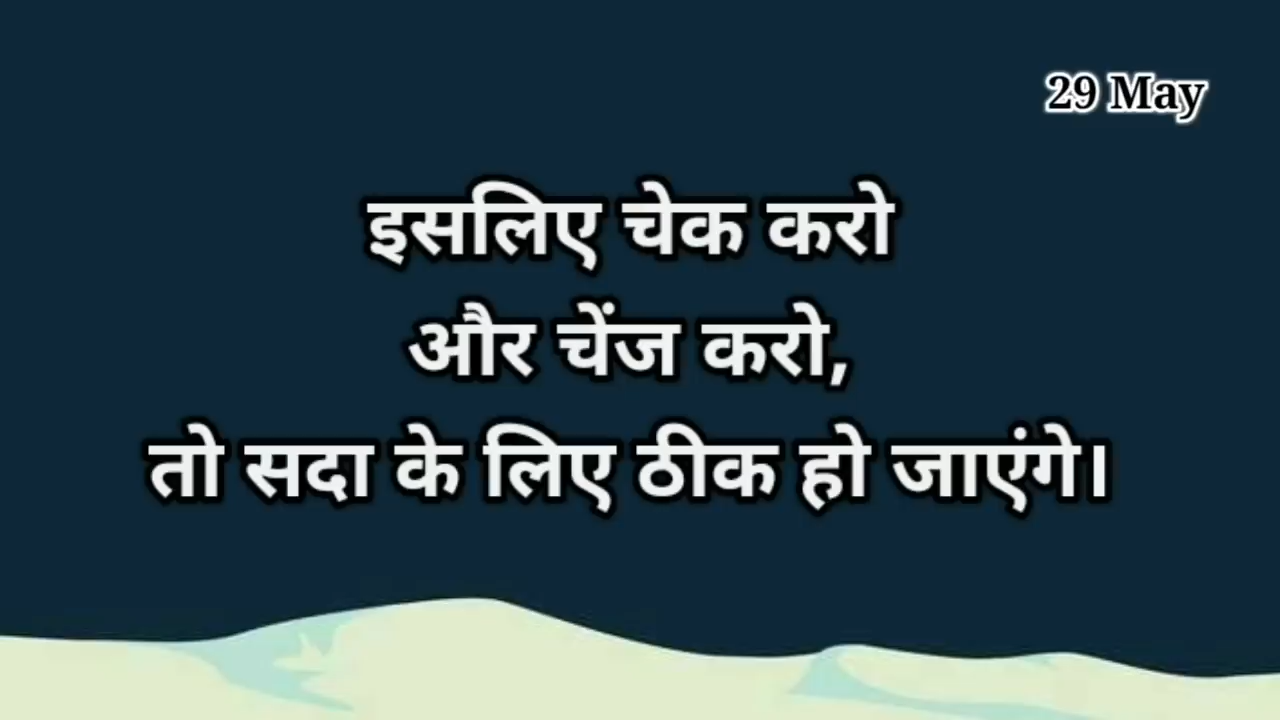 29 May
इसलिए चेक करो
और चेंज करो,
तो सदा के लिए ठीक हो जाएंगे।